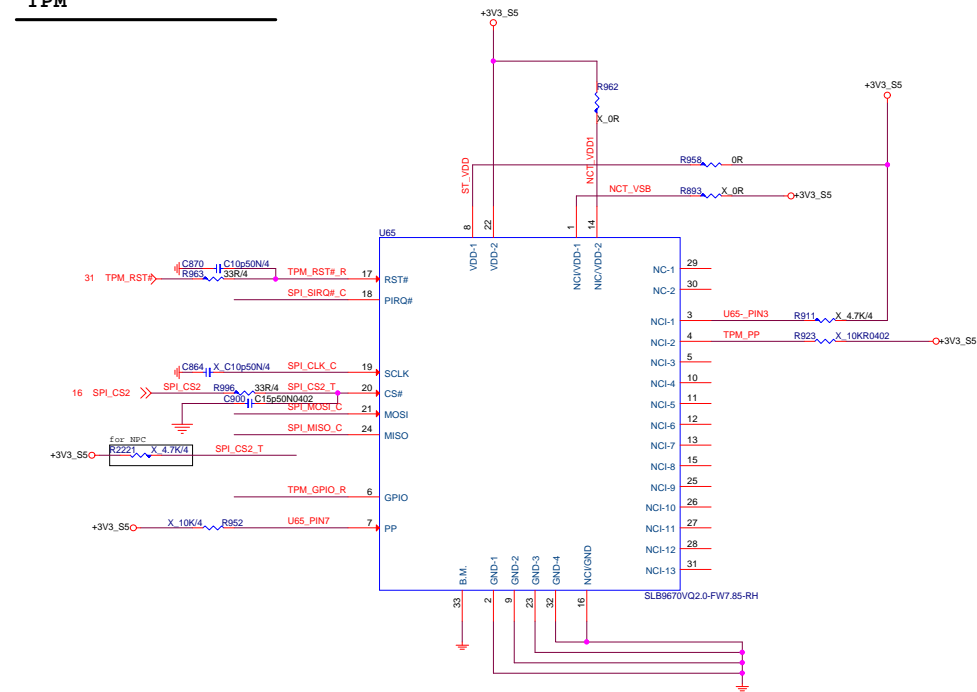 TPM
+3V3_S5
R962
X_0R
+3V3_S5
ST_VDD
NCT_VDD1
R958 0R
NCT_VSB
R893 X_0R
+3V3_S5
8
22
1
14
U65
VDD-1
VDD-2
NCI/VDD-1
NIC/VDD-2
C870 C10p50N/4
31 TPM_RST# R963 33R/4 TPM_RST#_R 17 RST#
SPI_SIRQ#_C 18 PIRQ#
C864 X_C10p50N/4 SPI_CLK_C 19 SCLK
16 SPI_CS2 SPI_CS2 R996 33R/4 SPI_CS2_T 20 CS#
C900 C15p50N0402
SPI_MOSI_C 21 MOSI
SPI_MISO_C 24 MISO
for NPC
+3V3_S5 R2221 X_4.7K/4 SPI_CS2_T
TPM_GPIO_R 6 GPIO
+3V3_S5 X_10K/4 R952 U65_PIN7 7 PP
NC-1 29
NC-2 30
NCI-1 3 U65-_PIN3 R911 X_4.7K/4
NCI-2 4 TPM_PP R923 X_10KR0402 +3V3_S5
NCI-3 5
NCI-4 10
NCI-5 11
NCI-6 12
NCI-7 13
NCI-8 15
NCI-9 25
NCI-10 26
NCI-11 27
NCI-12 28
NCI-13 31
B.M.
GND-1
GND-2
GND-3
GND-4
NCI/GND
33
2
9
23
32
16
SLB9670VQ2.0-FW7.85-RH